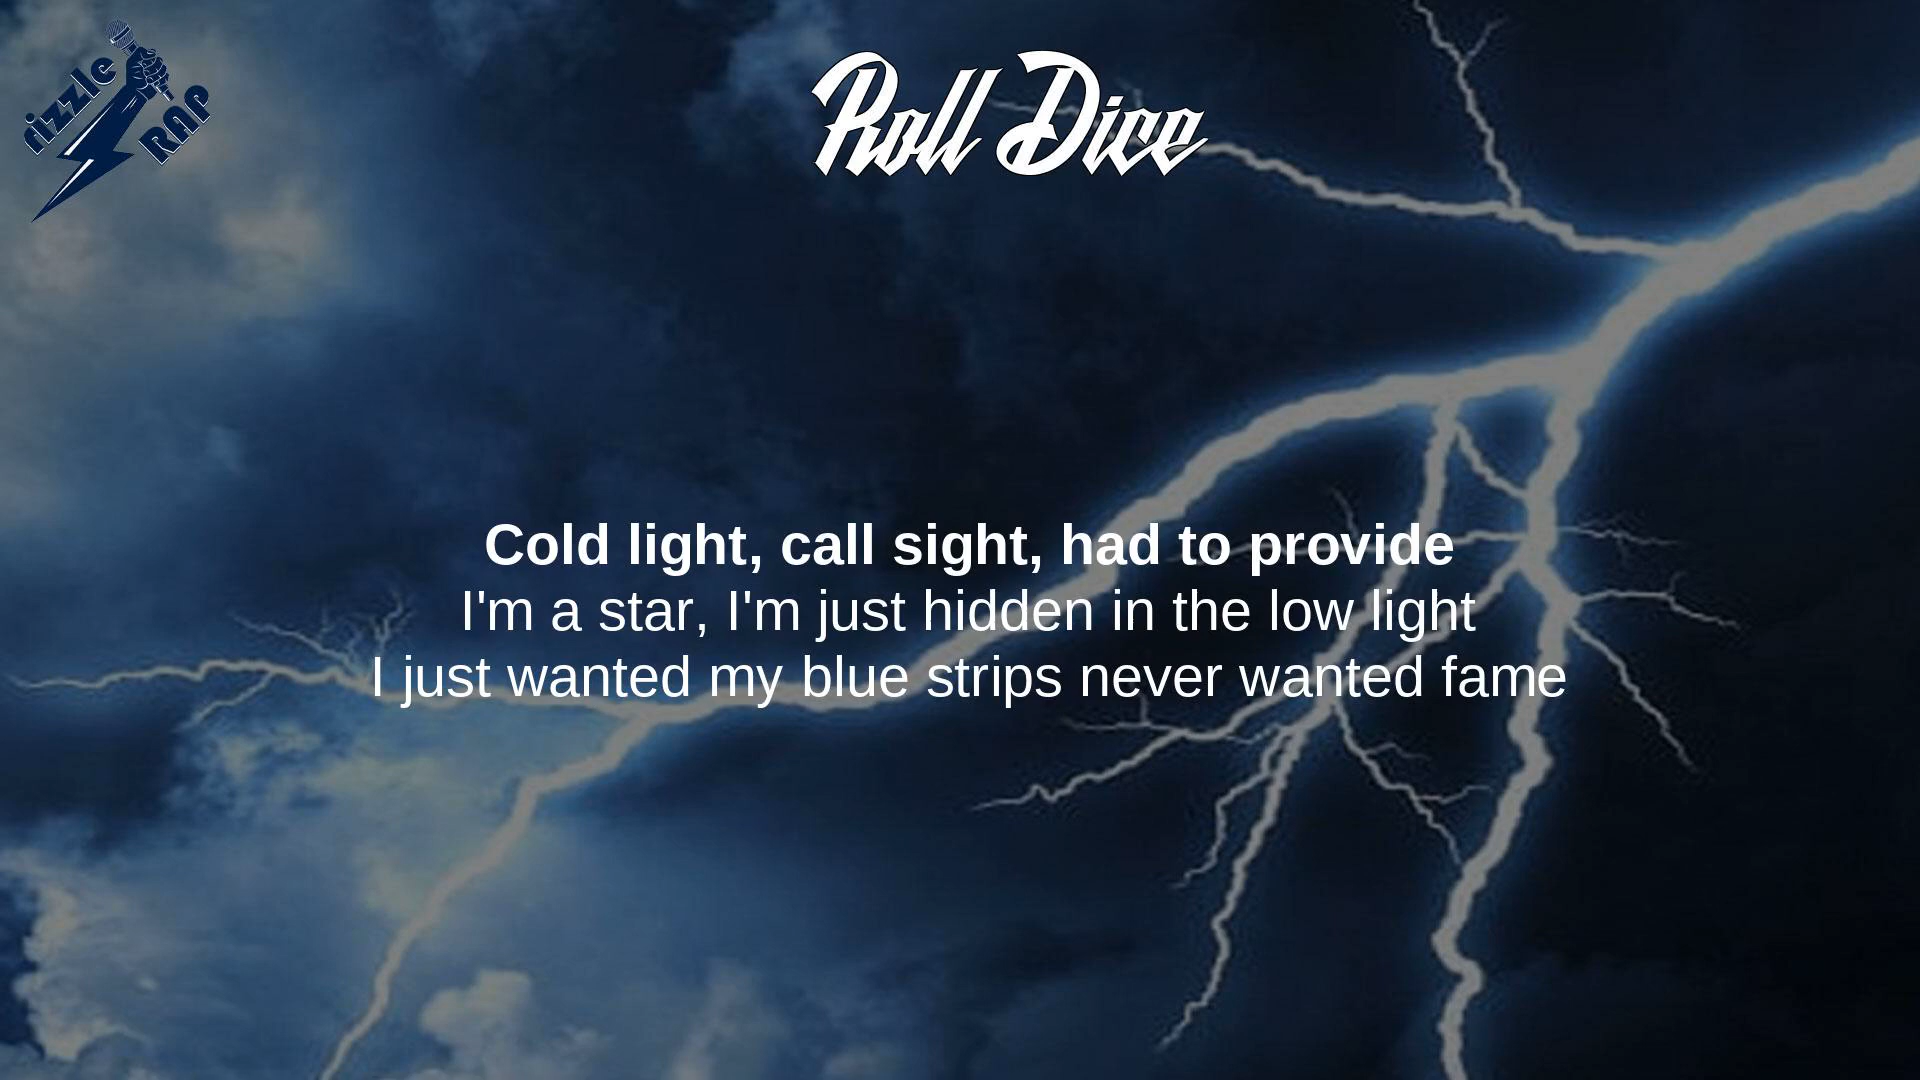 rizzle
RAP
Roll Dice
Cold light, call sight, had to provide
I'm a star, I'm just hidden in the low light
I just wanted my blue strips never wanted fame